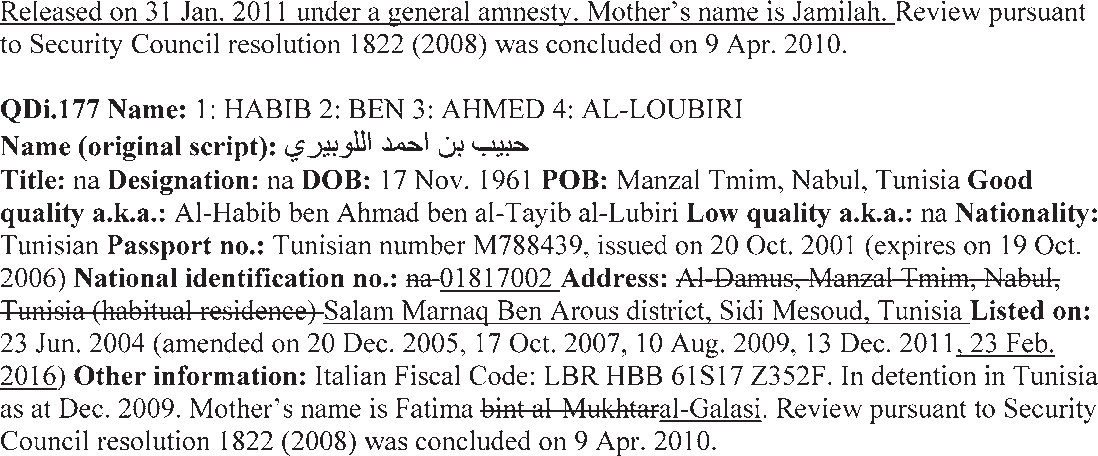 Released on 31 Jan. 2011 under a general amnesty. Mother’s name is Jamilah. Review pursuant
to Security Council resolution 1822 (2008) was concluded on 9 Apr. 2010.
QDi.177 Name: 1: HABIB 2: BEN 3: AHMED 4: AL-LOUBIRI
Name (original script): حبيب بن احمد اللوبيري
Title: na Designation: na DOB: 17 Nov. 1961 POB: Manzal Tmim, Nabul, Tunisia Good
quality a.k.a.: Al-Habib ben Ahmad ben al-Tayib al-Lubiri Low quality a.k.a.: na Nationality:
Tunisian Passport no.: Tunisian number M788439, issued on 20 Oct. 2001 (expires on 19 Oct.
2006) National identification no.: na 01817002 Address: Al-Damus, Manzal Tmim, Nabul,
Tunisia (habitual residence) Salam Marnaq Ben Arous district, Sidi Mesoud, Tunisia Listed on:
23 Jun. 2004 (amended on 20 Dec. 2005, 17 Oct. 2007, 10 Aug. 2009, 13 Dec. 2011, 23 Feb.
2016) Other information: Italian Fiscal Code: LBR HBB 61S17 Z352F. In detention in Tunisia
as at Dec. 2009. Mother’s name is Fatima bint al-Mukhtaral-Galasi. Review pursuant to Security
Council resolution 1822 (2008) was concluded on 9 Apr. 2010.